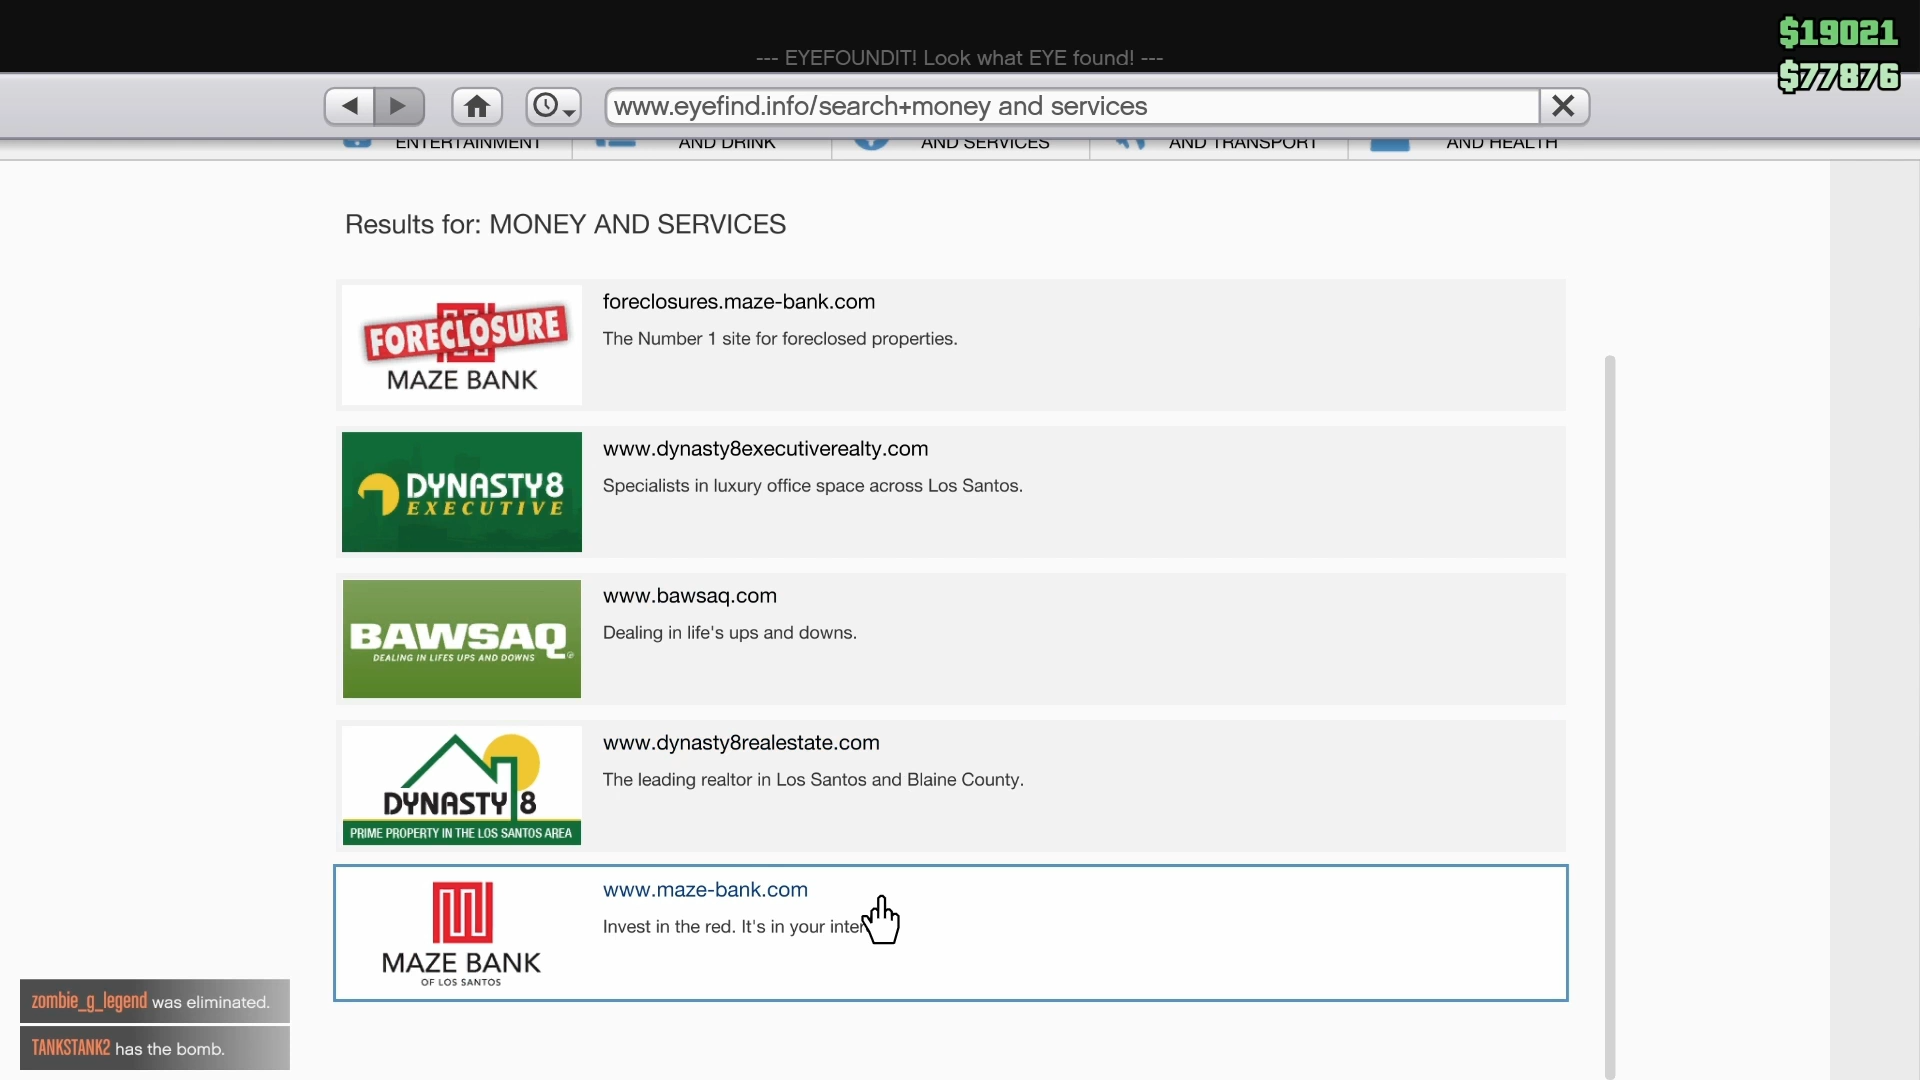 $19021
--- EYEFOUNDIT! Look what EYE found! ---
$77876
www.eyefind.info/search+money and services
ENTERTAINMENT
AND DRINK
AND SERVICES
AND TRANSPORT
AND HEALTH
Results for: MONEY AND SERVICES
FORECLOSURE
MAZE BANK
foreclosures.maze-bank.com
The Number 1 site for foreclosed properties.
DYNASTY8
EXECUTIVE
www.dynasty8executiverealty.com
Specialists in luxury office space across Los Santos.
BAWSAQ
DEALING IN LIFES UPS AND DOWNS
www.bawsaq.com
Dealing in life's ups and downs.
DYNASTY 8
PRIME PROPERTY IN THE LOS SANTOS AREA
www.dynasty8realestate.com
The leading realtor in Los Santos and Blaine County.
MAZE BANK
OF LOS SANTOS
www.maze-bank.com
Invest in the red. It's in your inter
zombie_g_legend was eliminated.
TANKSTANK2 has the bomb.